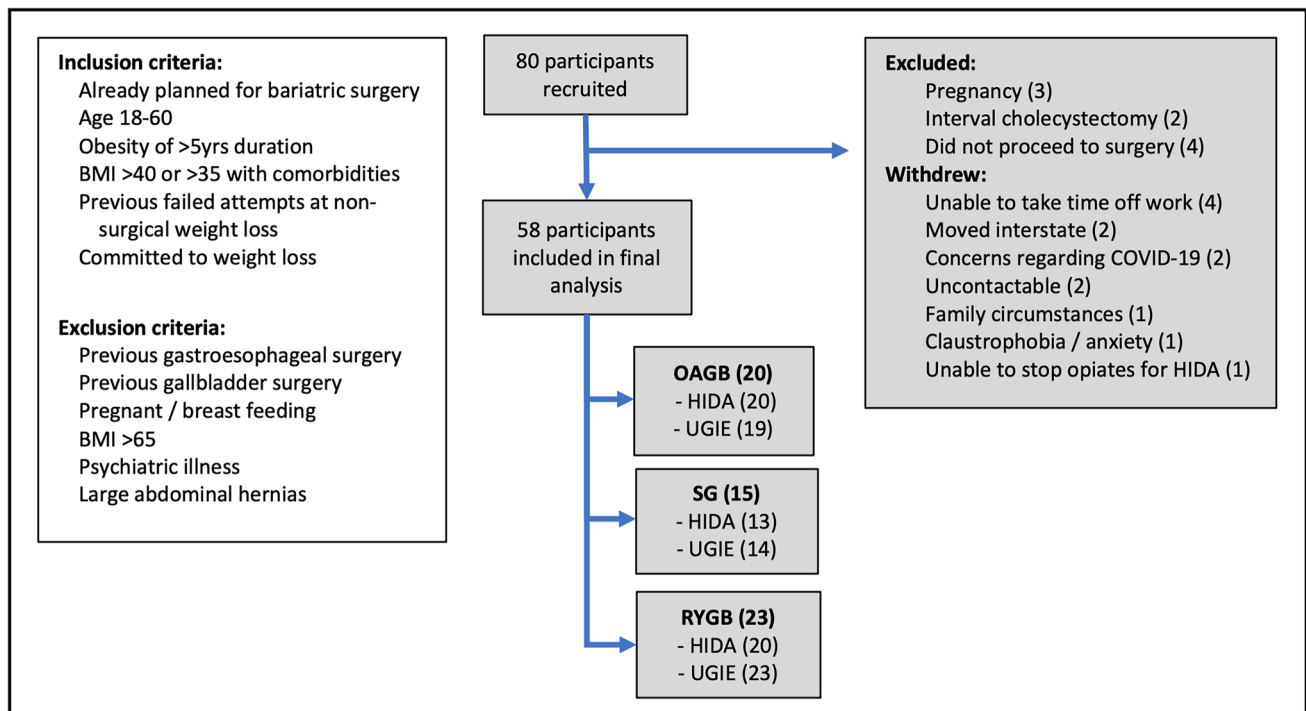 Inclusion criteria:
Already planned for bariatric surgery
Age 18-60
Obesity of >5yrs duration
BMI >40 or >35 with comorbidities
Previous failed attempts at non-
surgical weight loss
Committed to weight loss
Exclusion criteria:
Previous gastroesophageal surgery
Previous gallbladder surgery
Pregnant / breast feeding
BMI >65
Psychiatric illness
Large abdominal hernias
80 participants
recruited
58 participants
included in final
analysis
OAGB (20)
- HIDA (20)
- UGIE (19)
SG (15)
- HIDA (13)
- UGIE (14)
RYGB (23)
- HIDA (20)
- UGIE (23)
Excluded:
Pregnancy (3)
Interval cholecystectomy (2)
Did not proceed to surgery (4)
Withdrew:
Unable to take time off work (4)
Moved interstate (2)
Concerns regarding COVID-19 (2)
Uncontactable (2)
Family circumstances (1)
Claustrophobia / anxiety (1)
Unable to stop opiates for HIDA (1)